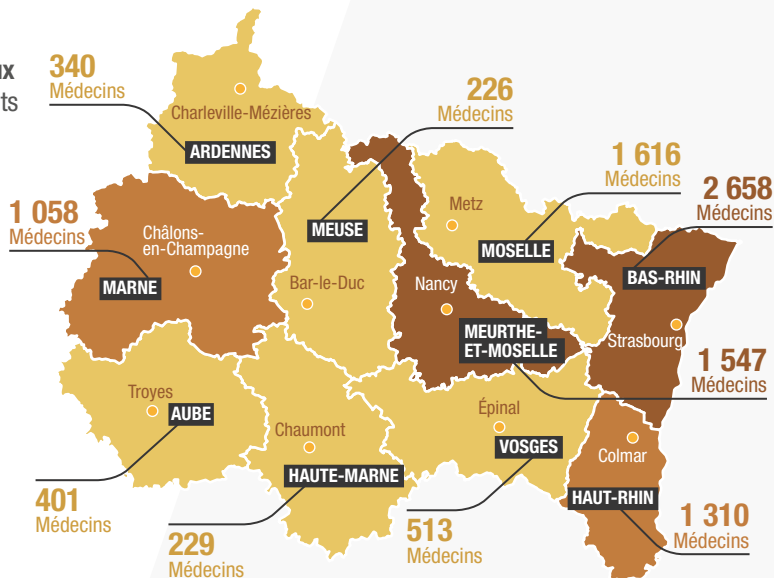 ux
ts
340
Médecins
Charleville-Mézières
ARDENNES
226
Médecins
1 616
Médecins
2 658
Médecins
1 058
Médecins
Châlons-
en-Champagne
MARNE
MEUSE
Bar-le-Duc
Metz
MOSELLE
BAS-RHIN
Nancy
MEURTHE-
ET-MOSELLE
Strasbourg
1 547
Médecins
Troyes
AUBE
Chaumont
HAUTE-MARNE
Épinal
VOSGES
Colmar
HAUT-RHIN
401
Médecins
229
Médecins
513
Médecins
1 310
Médecins